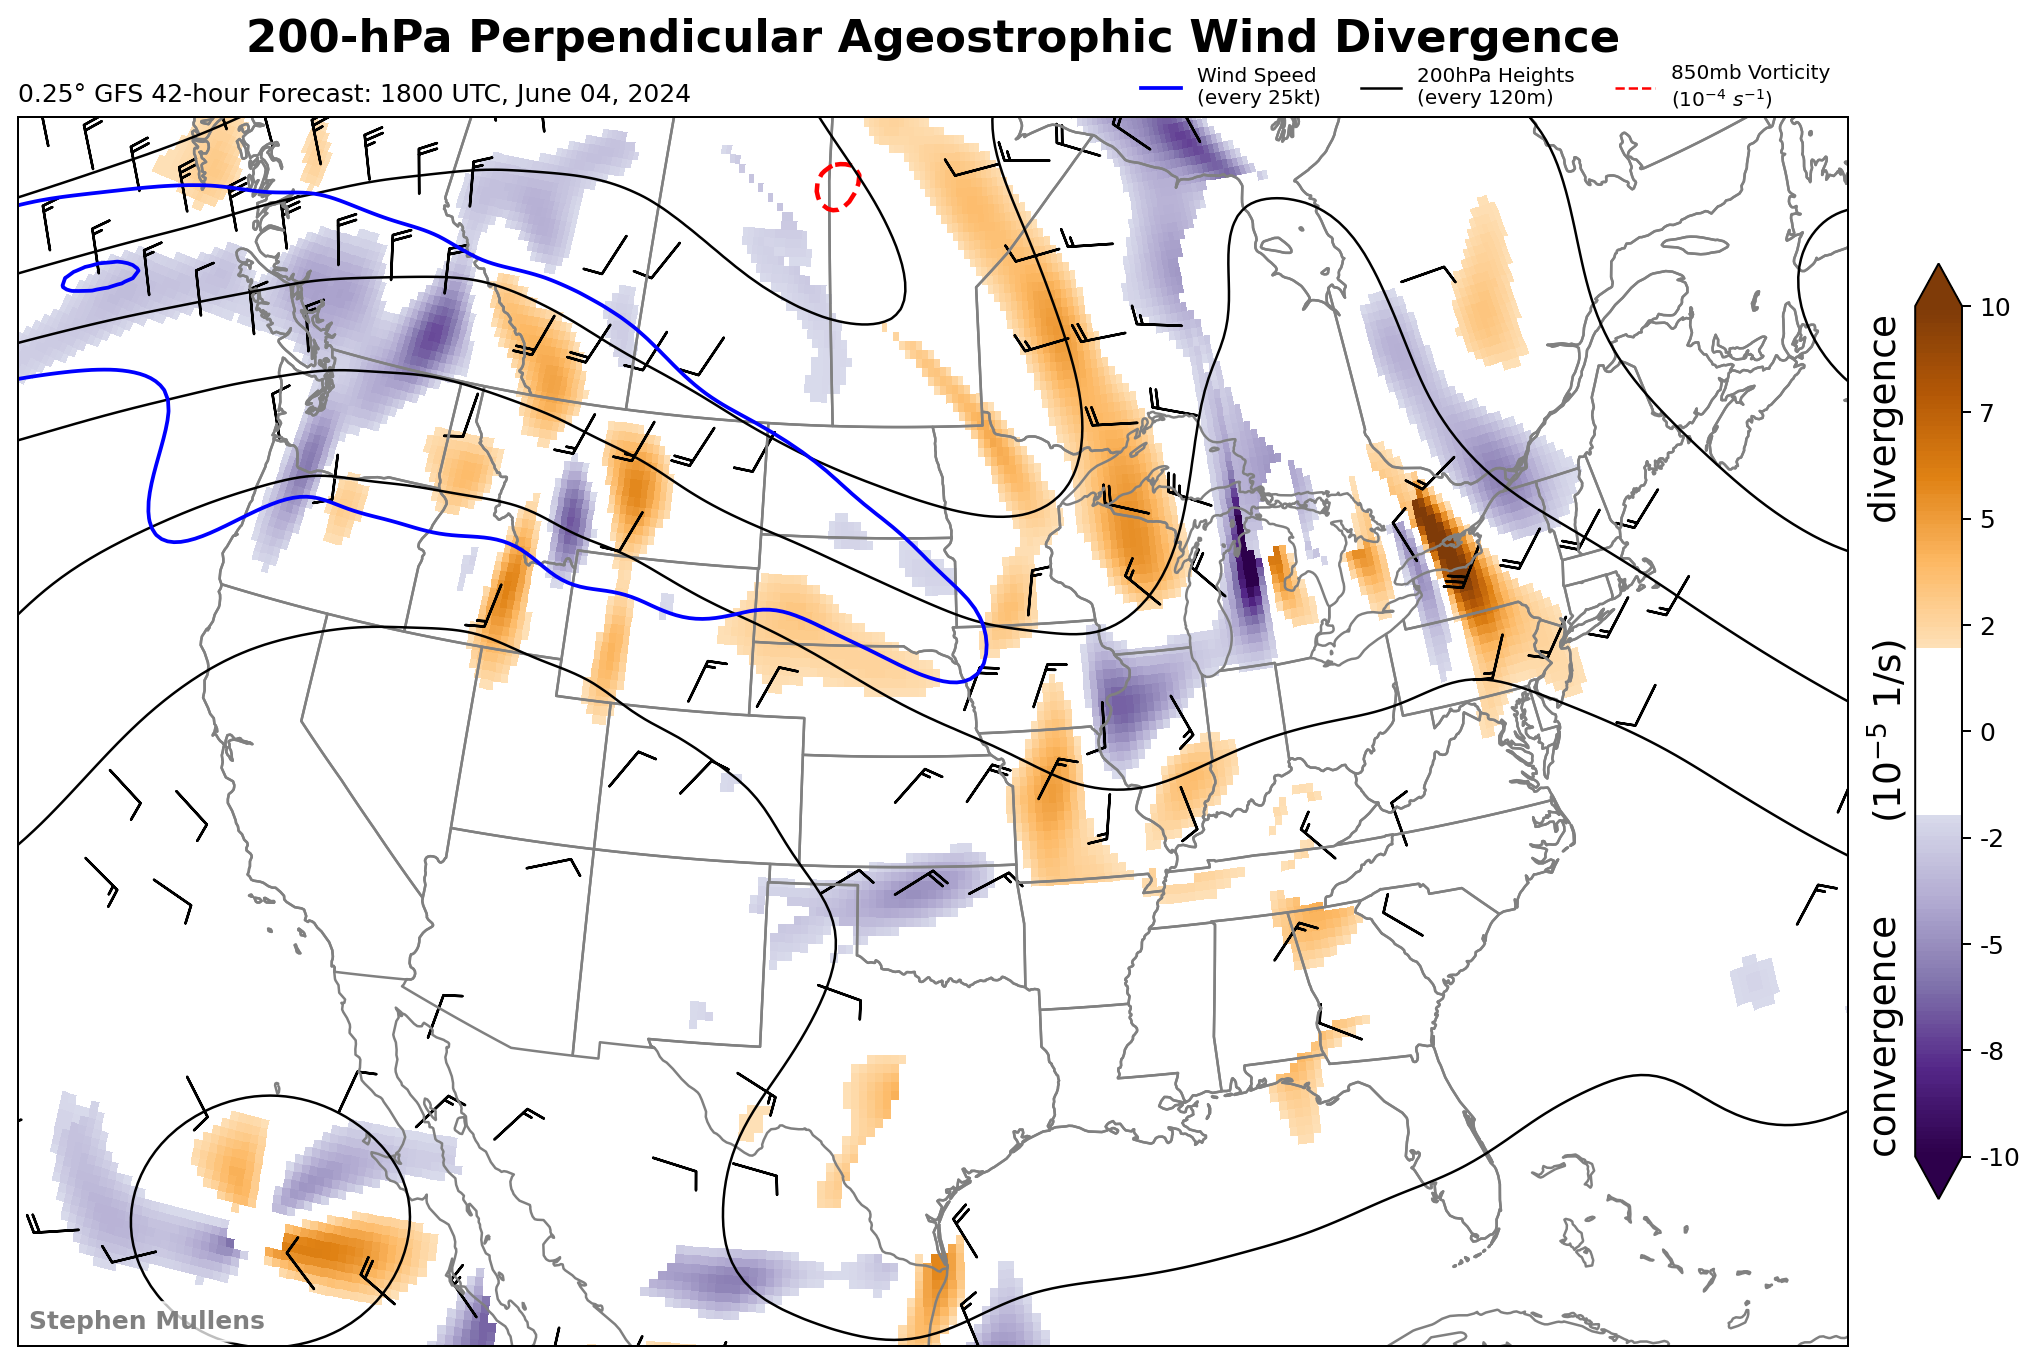 200-hPa Perpendicular Ageostrophic Wind Divergence
0.25° GFS 42-hour Forecast: 1800 UTC, June 04, 2024
Wind Speed
(every 25kt)
200hPa Heights
(every 120m)
850mb Vorticity
(10⁻⁴ s⁻¹)
10
7
5
2
0
-2
-5
-8
-10
convergence (10⁻⁵ 1/s) divergence
Stephen Mullens